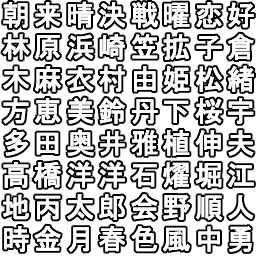 朝来晴決戦曜恋好
林原浜崎笠拡子倉
木麻衣村由姫松緒
方恵美鈴丹下桜宇
多田奥井雅植伸夫
高橋洋洋石燿堀江
地丙太郎会野順人
時金月春色風中勇